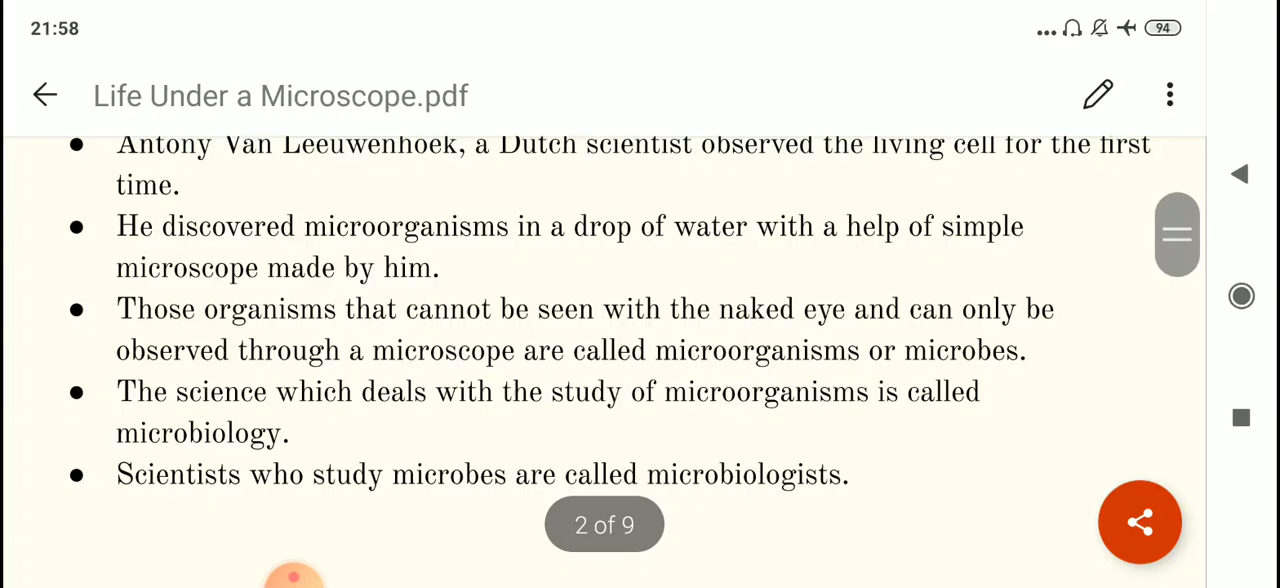 21:58
94
Life Under a Microscope.pdf
● Antony Van Leeuwenhoek, a Dutch scientist observed the living cell for the first
time.
● He discovered microorganisms in a drop of water with a help of simple
microscope made by him.
● Those organisms that cannot be seen with the naked eye and can only be
observed through a microscope are called microorganisms or microbes.
● The science which deals with the study of microorganisms is called
microbiology.
● Scientists who study microbes are called microbiologists.
2 of 9